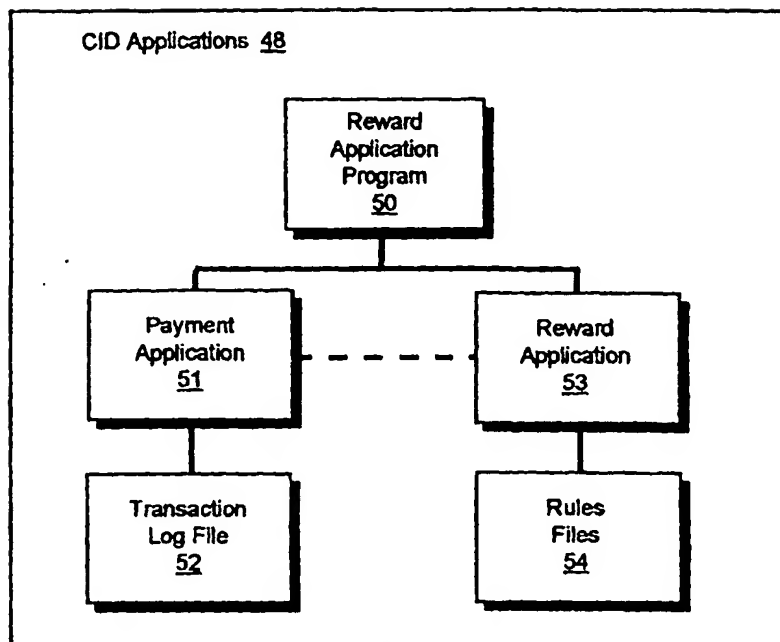 CID Applications 48
Reward
Application
Program
50
Payment
Application
51
Reward
Application
53
Transaction
Log File
52
Rules
Files
54